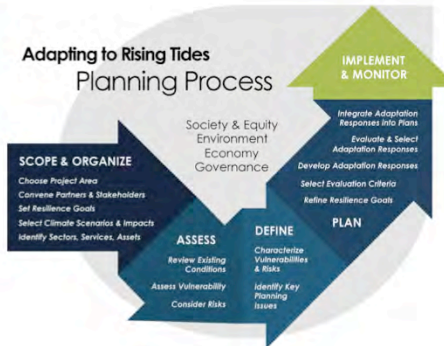 Adapting to Rising Tides
Planning Process
Society & Equity
Environment
Economy
Governance
SCOPE & ORGANIZE
Choose Project Area
Convene Partners & Stakeholders
Set Resilience Goals
Select Climate Scenarios & Impacts
Identify Sectors, Services, Assets
ASSESS
Review Existing
Conditions
Assess Vulnerability
Consider Risks
DEFINE
Characterize
Vulnerabilities
& Risks
Identify Key
Planning
Issues
PLAN
Refine Resilience Goals
Select Evaluation Criteria
Develop Adaptation Responses
Evaluate & Select
Adaptation Responses
Integrate Adaptation
Responses into Plans
IMPLEMENT
& MONITOR